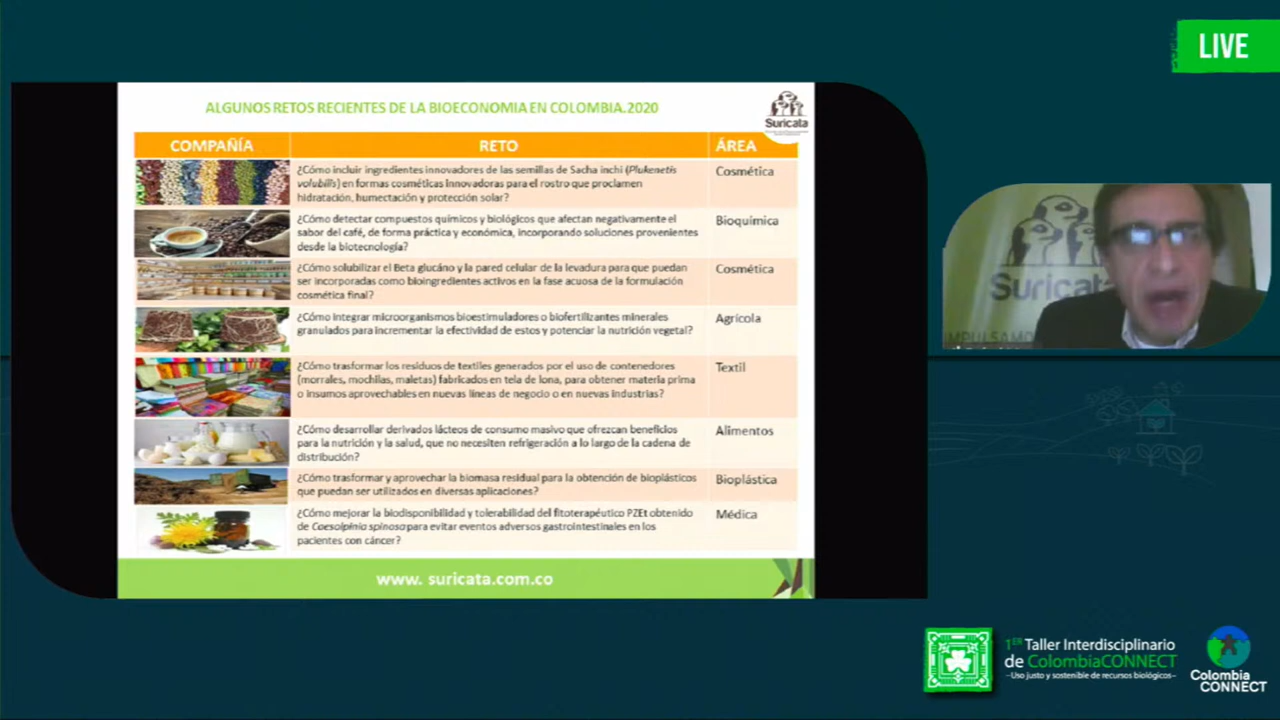 LIVE
ALGUNOS RETOS RECIENTES DE LA BIOECONOMIA EN COLOMBIA.2020
Suricata
COMPAÑÍA RETO ÁREA
¿Cómo incluir ingredientes innovadores de las semillas de Sacha inchi (Plukenetis
volubilis) en formas cosméticas innovadoras para el rostro que proclamen
hidratación, humectación y protección solar?
Cosmética
¿Cómo detectar compuestos químicos y biológicos que afectan negativamente el
sabor del café, de forma práctica y económica, incorporando soluciones provenientes
desde la biotecnología?
Bioquímica
¿Cómo solubilizar el Beta glucáno y la pared celular de la levadura para que puedan
ser incorporadas como bioingredientes activos en la fase acuosa de la formulación
cosmética final?
Cosmética
¿Cómo integrar microorganismos bioestimuladores o biofertilizantes minerales
granulados para incrementar la efectividad de estos y potenciar la nutrición vegetal?
Agrícola
¿Cómo trasformar los residuos de textiles generados por el uso de contenedores
(morrales, mochilas, maletas) fabricados en tela de lona, para obtener materia prima
o insumos aprovechables en nuevas líneas de negocio o en nuevas industrias?
Textil
¿Cómo desarrollar derivados lácteos de consumo masivo que ofrezcan beneficios
para la nutrición y la salud, que no necesiten refrigeración a lo largo de la cadena de
distribución?
Alimentos
¿Cómo trasformar y aprovechar la biomasa residual para la obtención de bioplásticos
que puedan ser utilizados en diversas aplicaciones?
Bioplástica
¿Cómo mejorar la biodisponibilidad y tolerabilidad del fitoterapéutico PZEt obtenido
de Caesalpinia spinosa para evitar eventos adversos gastrointestinales en los
pacientes con cáncer?
Médica
www. suricata.com.co
Suricata
1ER Taller Interdisciplinario
de ColombiaCONNECT
-Uso justo y sostenible de recursos biológicos-
Colombia
CONNECT